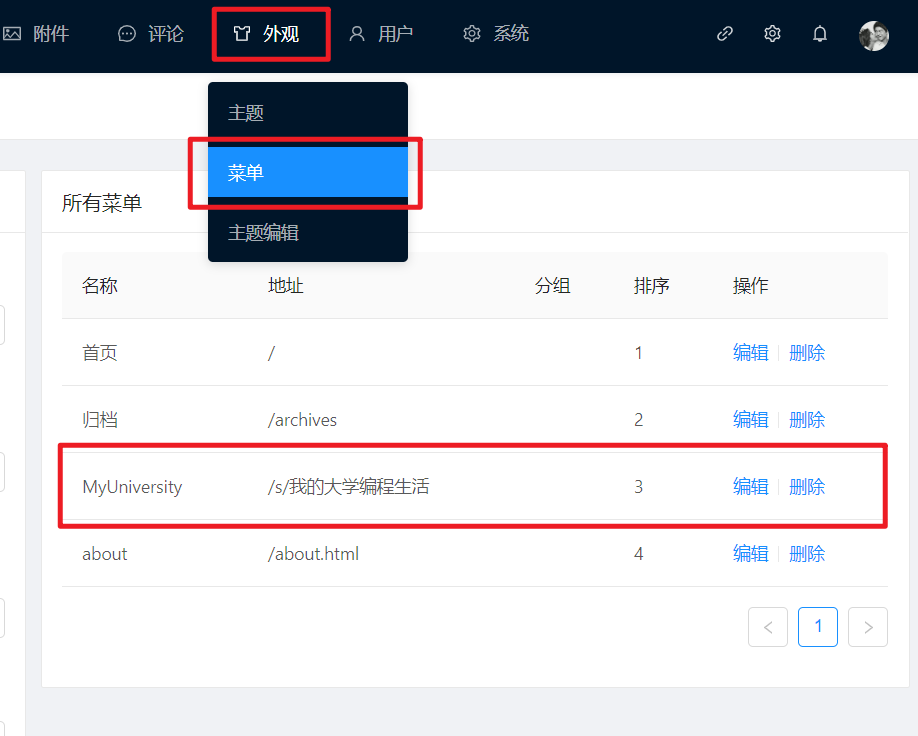 附件 评论 外观 用户 系统
主题
菜单
主题编辑
所有菜单
名称 地址 分组 排序 操作
首页 / 1 编辑 删除
归档 /archives 2 编辑 删除
MyUniversity /s/我的大学编程生活 3 编辑 删除
about /about.html 4 编辑 删除
< 1 >